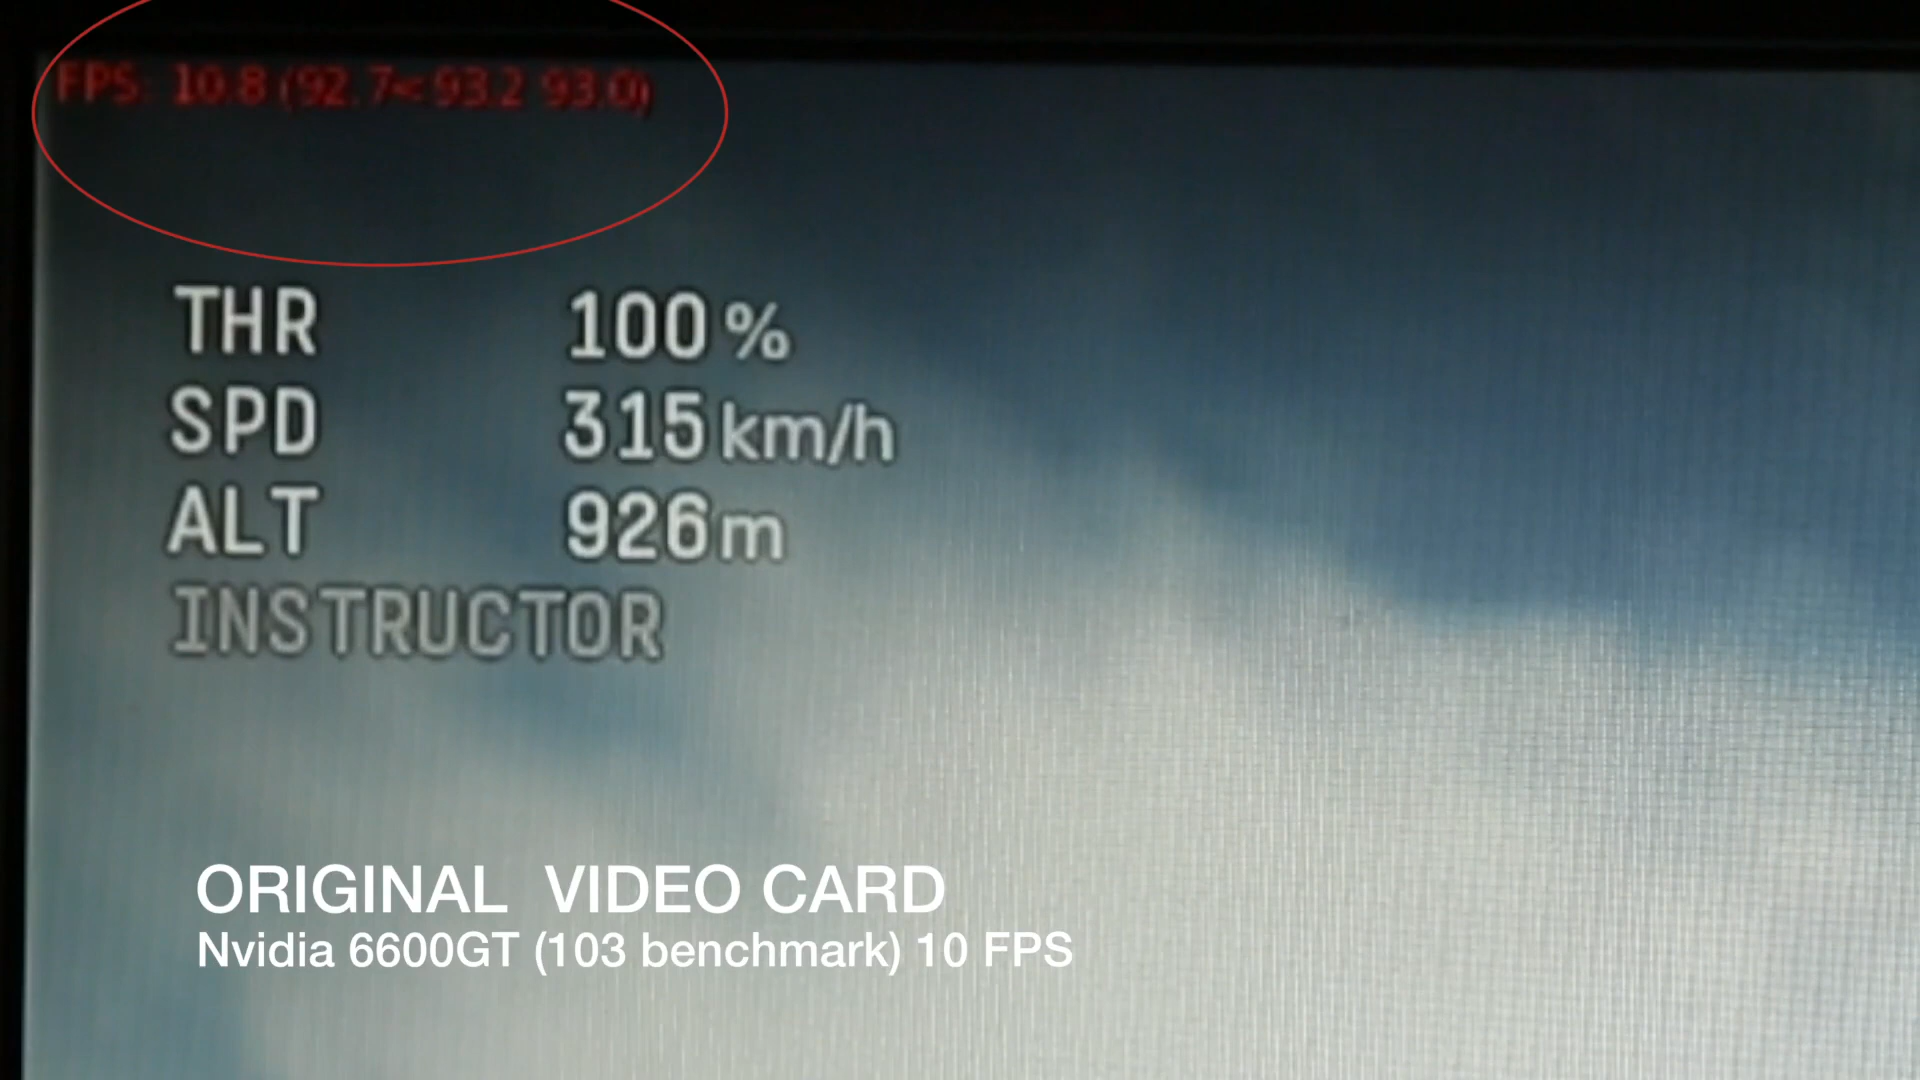 FPS: 10.8 (92.7<93.2 93.0)
THR 100 %
SPD 315 km/h
ALT 926 m
INSTRUCTOR
ORIGINAL VIDEO CARD
Nvidia 6600GT (103 benchmark) 10 FPS